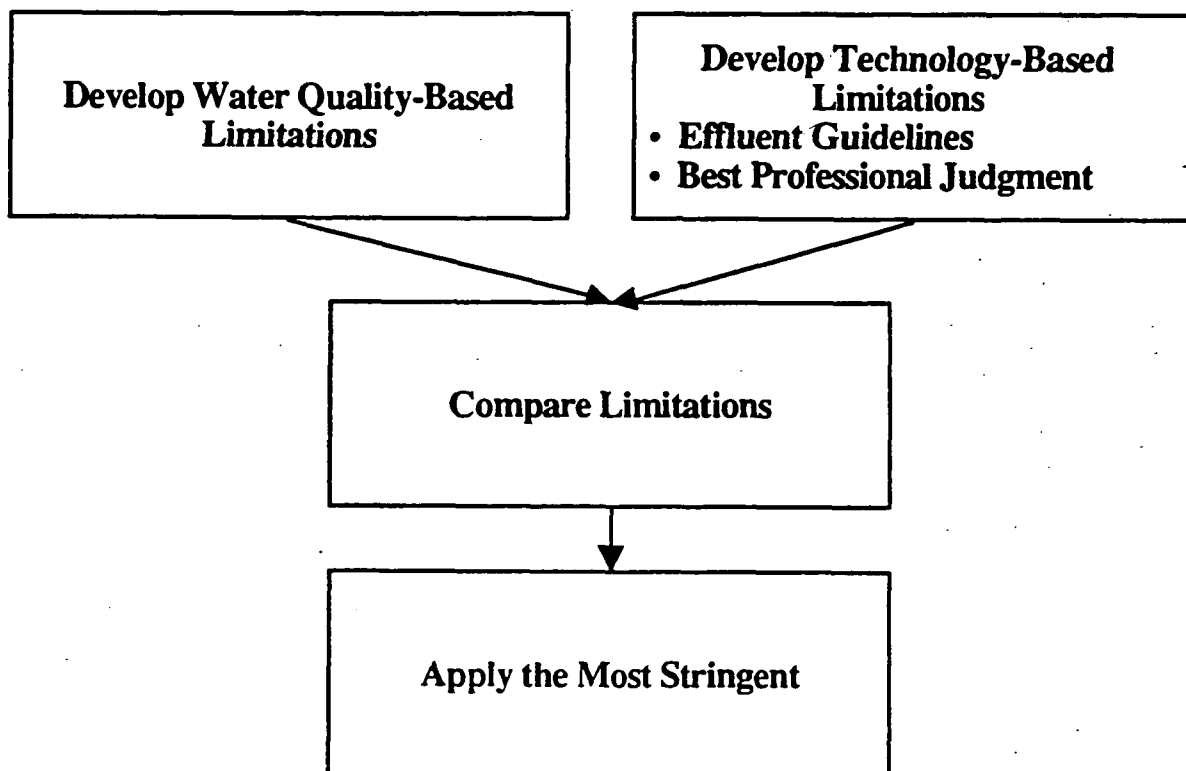 Develop Water Quality-Based
Limitations
Develop Technology-Based
Limitations
• Effluent Guidelines
• Best Professional Judgment
Compare Limitations
Apply the Most Stringent